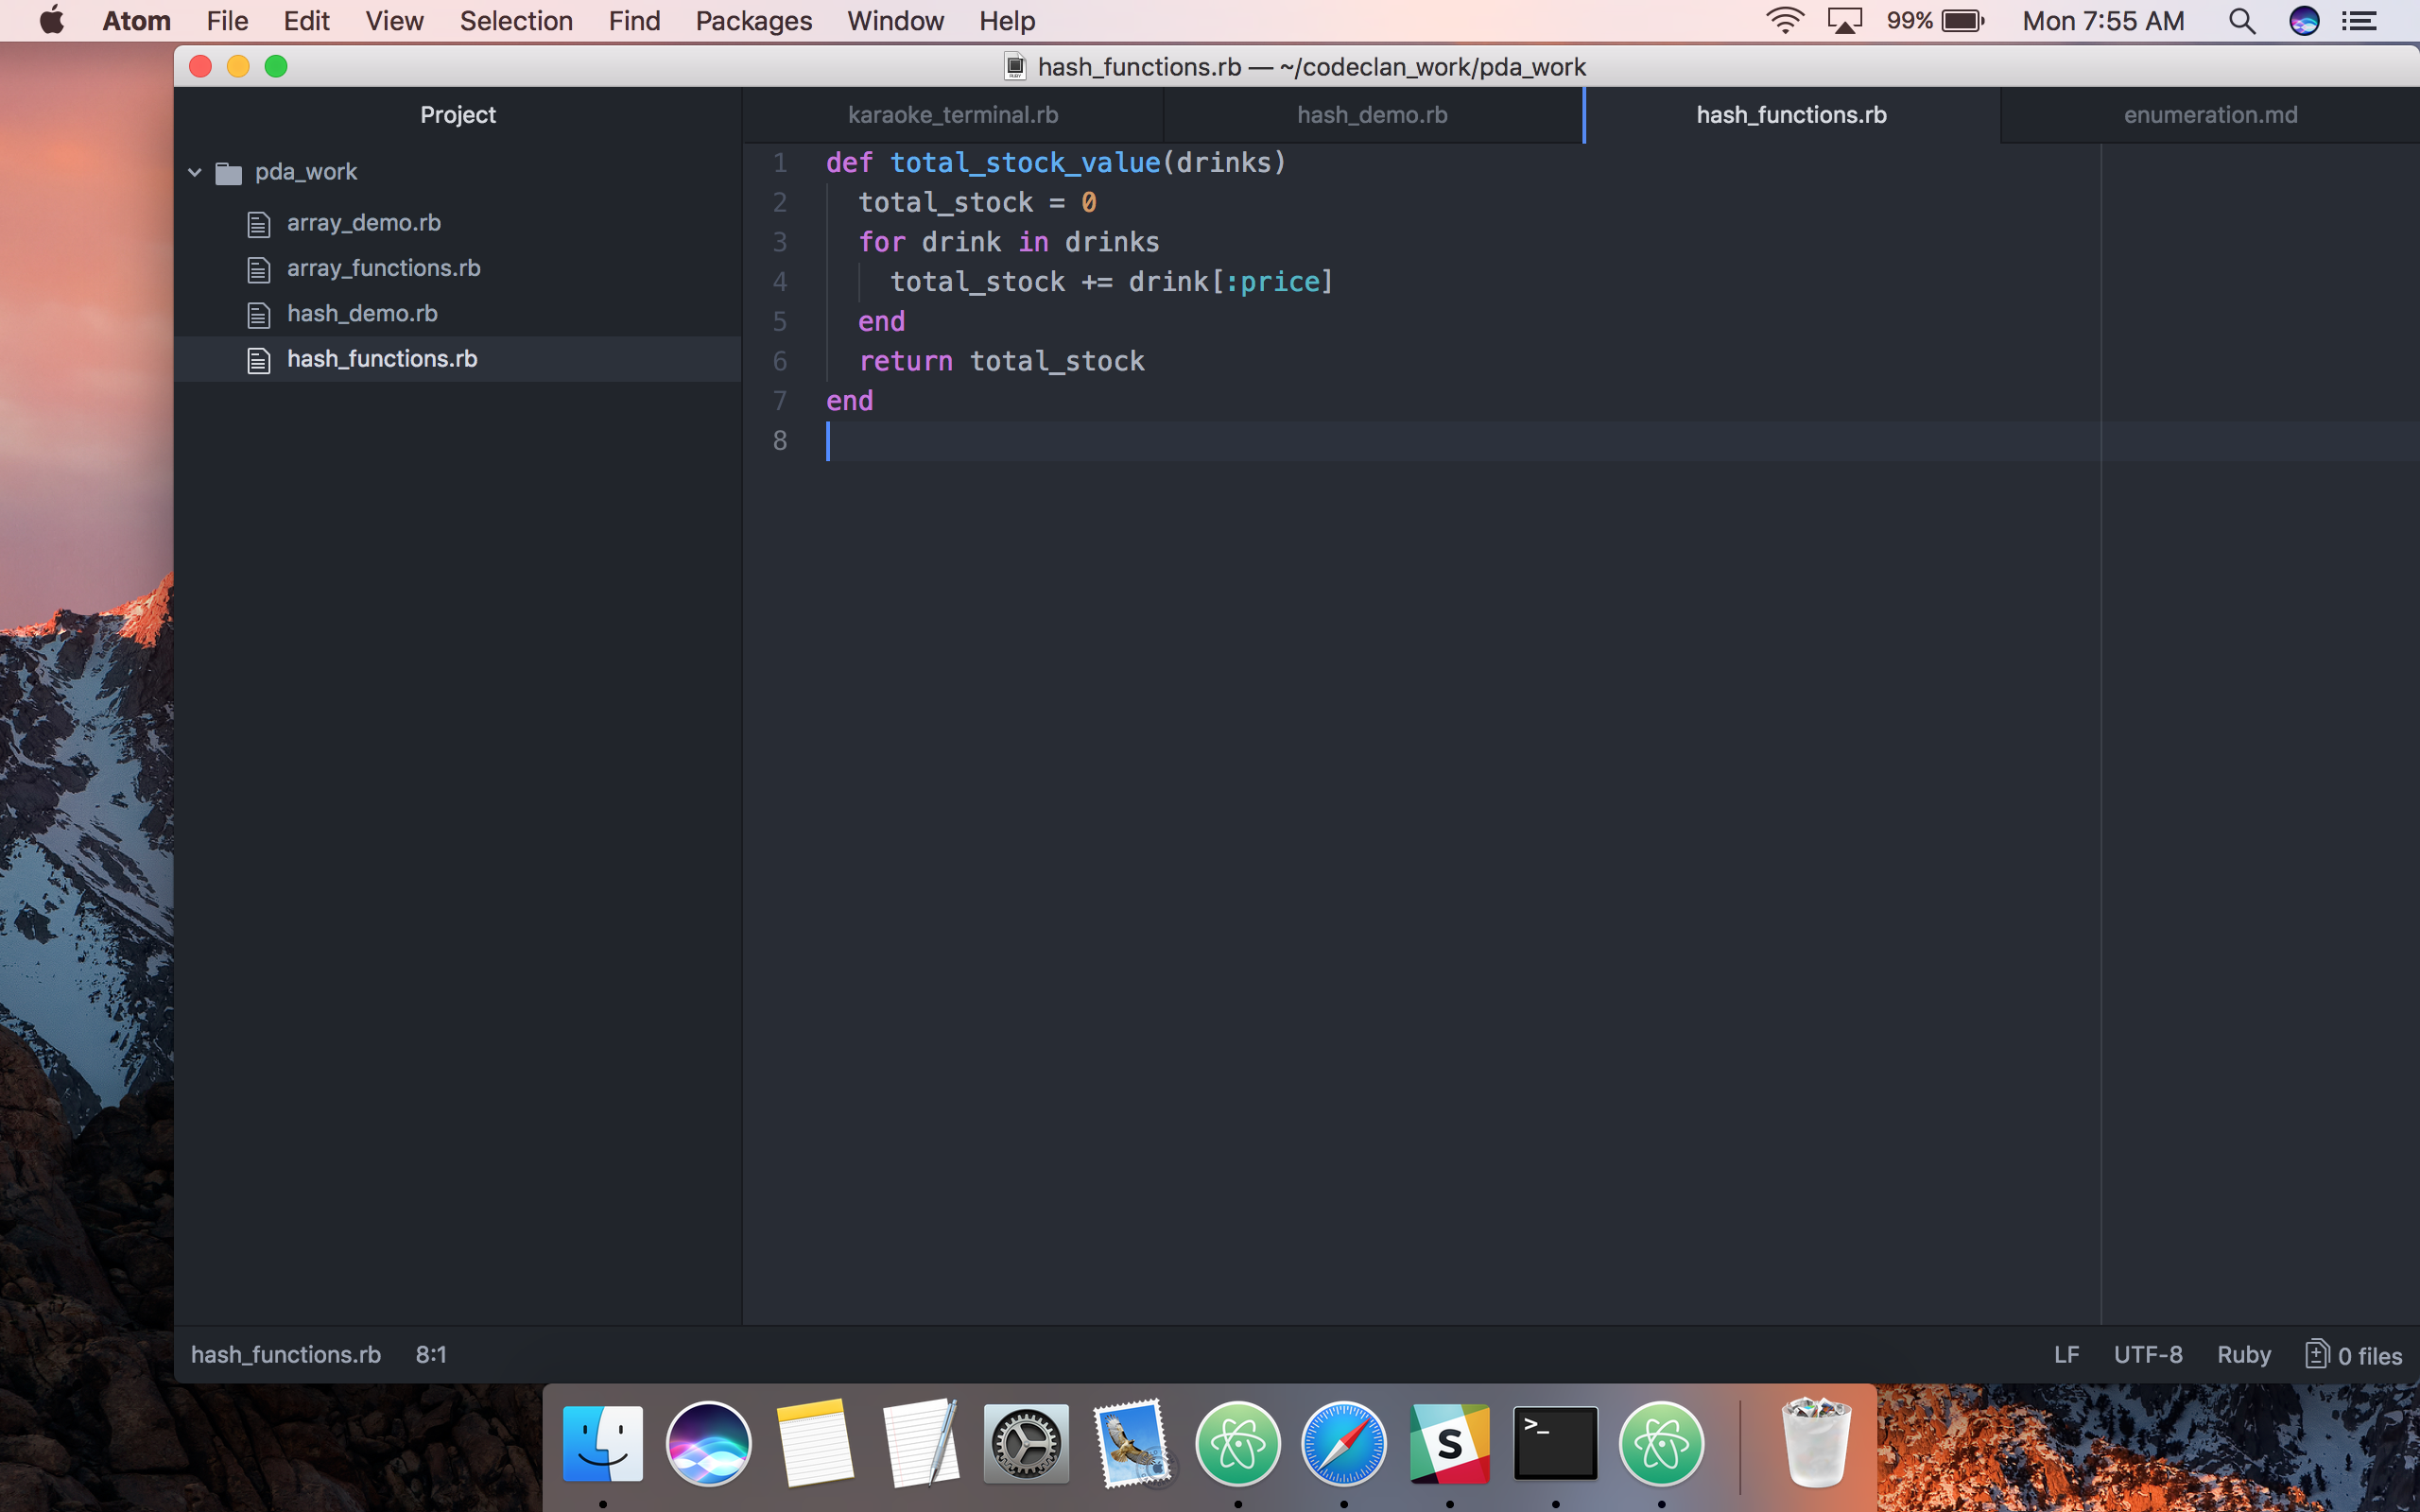 Atom File Edit View Selection Find Packages Window Help 99% Mon 7:55 AM
hash_functions.rb — ~/codeclan_work/pda_work
Project
karaoke_terminal.rb hash_demo.rb hash_functions.rb enumeration.md
pda_work
array_demo.rb
array_functions.rb
hash_demo.rb
hash_functions.rb
1 def total_stock_value(drinks)
2 total_stock = 0
3 for drink in drinks
4 total_stock += drink[:price]
5 end
6 return total_stock
7 end
8
hash_functions.rb 8:1 LF UTF-8 Ruby 0 files
S >_